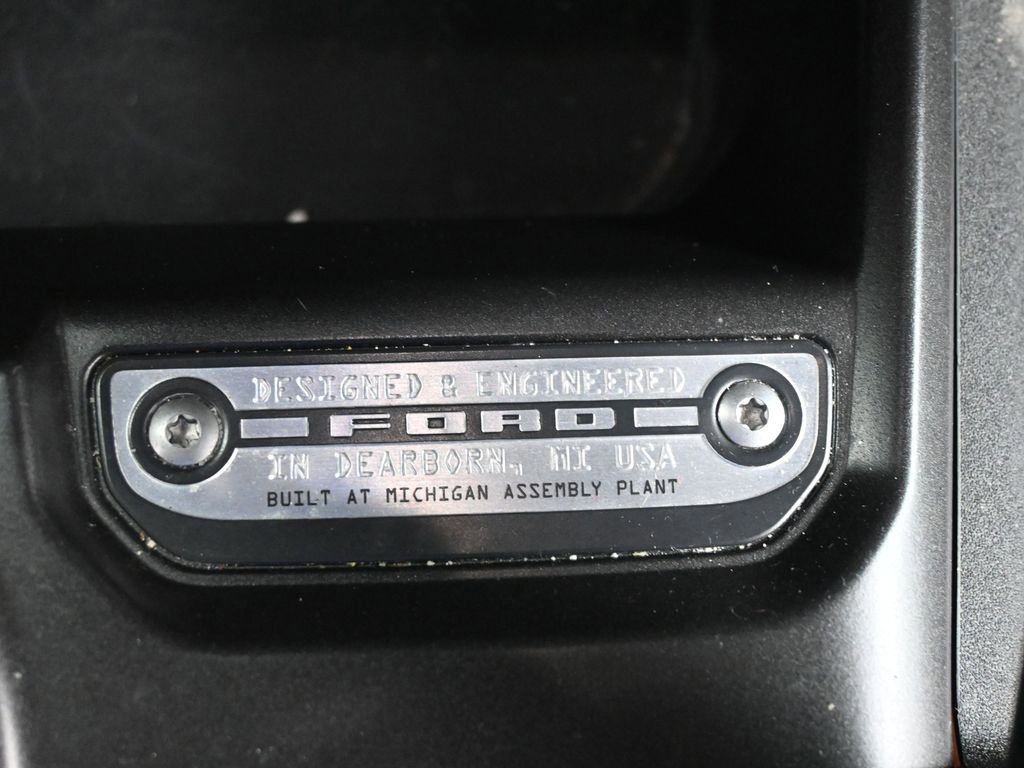 DESIGNED & ENGINEERED
FORD
IN DEARBORN, MI USA
BUILT AT MICHIGAN ASSEMBLY PLANT